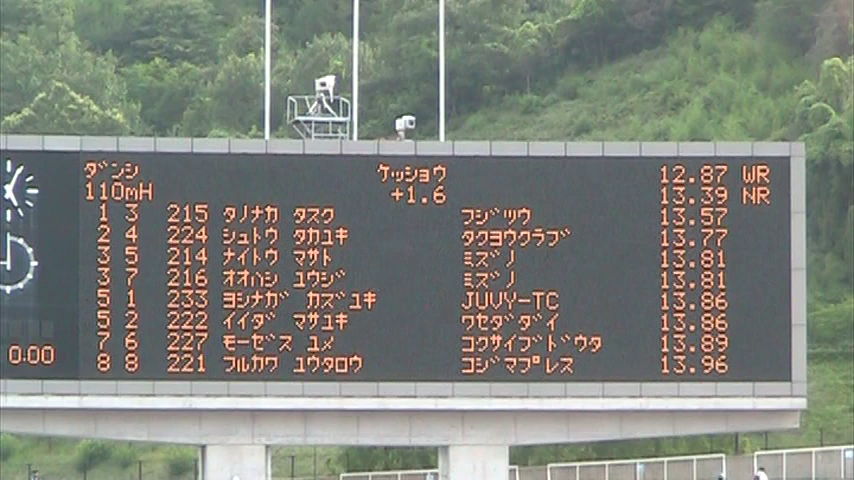 ダンシ ケッショウ 12.87 WR
110mH +1.6 13.39 NR
1 3 215 タノナカ タスク フジツウ 13.57
2 4 224 シュトウ タカユキ タクヨウクラブ 13.77
3 5 214 ナイトウ マサト ミズノ 13.81
3 7 216 オオハシ ユウジ ミズノ 13.81
5 1 233 ヨシナガ カズユキ JUVY-TC 13.86
5 2 222 イイダ マサユキ ワセダダイ 13.86
7 6 227 モーゼス ユメ コクサイブドウタ 13.89
8 8 221 フルカワ ユウタロウ コジマプレス 13.96
0:00